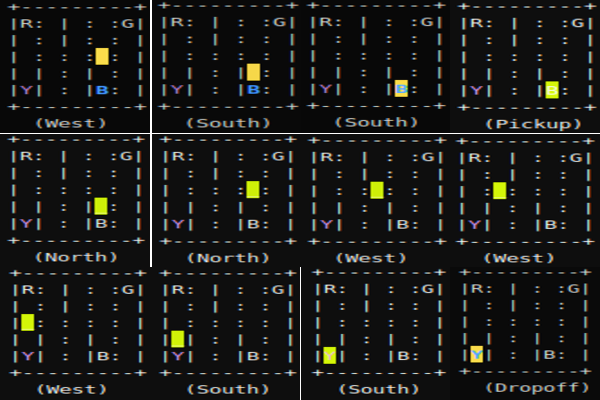 +---------+
|R: | : :G|
| : | : : |
| : : : : |
| | : | : |
|Y| : |B: |
+---------+
(West)
+---------+
|R: | : :G|
| : | : : |
| : : : : |
| | : | : |
|Y| : |B: |
+---------+
(South)
+---------+
|R: | : :G|
| : | : : |
| : : : : |
| | : | : |
|Y| : |B: |
+---------+
(South)
+---------+
|R: | : :G|
| : | : : |
| : : : : |
| | : | : |
|Y| : |B: |
+---------+
(Pickup)
+---------+
|R: | : :G|
| : | : : |
| : : : : |
| | : | : |
|Y| : |B: |
+---------+
(North)
+---------+
|R: | : :G|
| : | : : |
| : : : : |
| | : | : |
|Y| : |B: |
+---------+
(North)
+---------+
|R: | : :G|
| : | : : |
| : : : : |
| | : | : |
|Y| : |B: |
+---------+
(West)
+---------+
|R: | : :G|
| : | : : |
| : : : : |
| | : | : |
|Y| : |B: |
+---------+
(West)
+---------+
|R: | : :G|
| : | : : |
| : : : : |
| | : | : |
|Y| : |B: |
+---------+
(West)
+---------+
|R: | : :G|
| : | : : |
| : : : : |
| | : | : |
|Y| : |B: |
+---------+
(South)
+---------+
|R: | : :G|
| : | : : |
| : : : : |
| | : | : |
|Y| : |B: |
+---------+
(South)
+---------+
|R: | : :G|
| : | : : |
| : : : : |
| | : | : |
|Y| : |B: |
+---------+
(Dropoff)